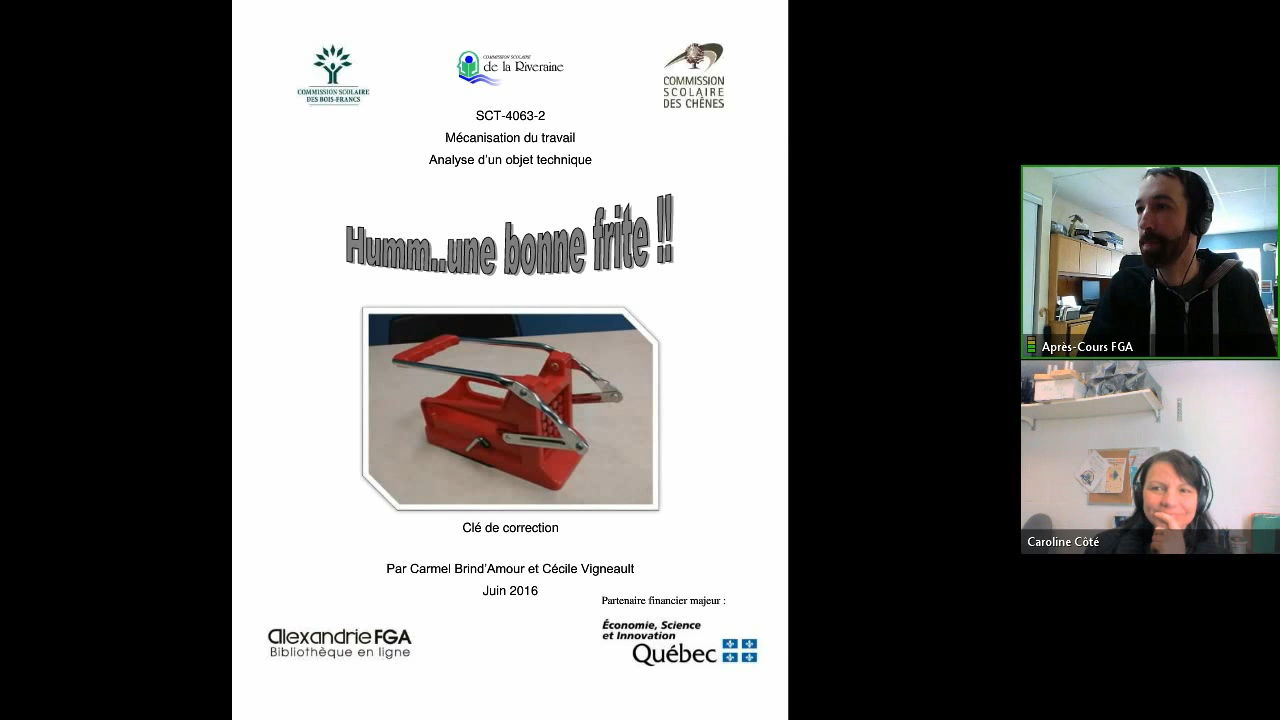 COMMISSION SCOLAIRE
DES BOIS-FRANCS
COMMISSION SCOLAIRE
de la Riveraine
COMMISSION
SCOLAIRE
DES CHÊNES
SCT-4063-2
Mécanisation du travail
Analyse d'un objet technique
Humm..une bonne frite !!
Clé de correction
Par Carmel Brind'Amour et Cécile Vigneault
Juin 2016
Partenaire financier majeur :
AlexandrieFGA
Bibliothèque en ligne
Économie, Science
et Innovation
Québec
Après-Cours FGA
Caroline Côté